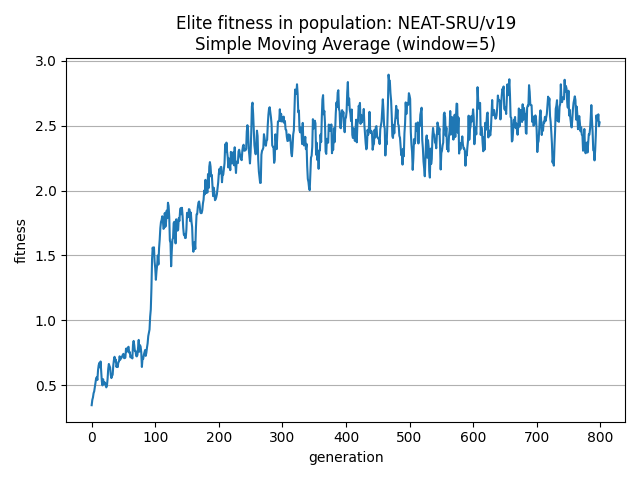 Elite fitness in population: NEAT-SRU/v19
Simple Moving Average (window=5)
3.0
2.5
2.0
1.5
1.0
0.5
fitness
0 100 200 300 400 500 600 700 800
generation